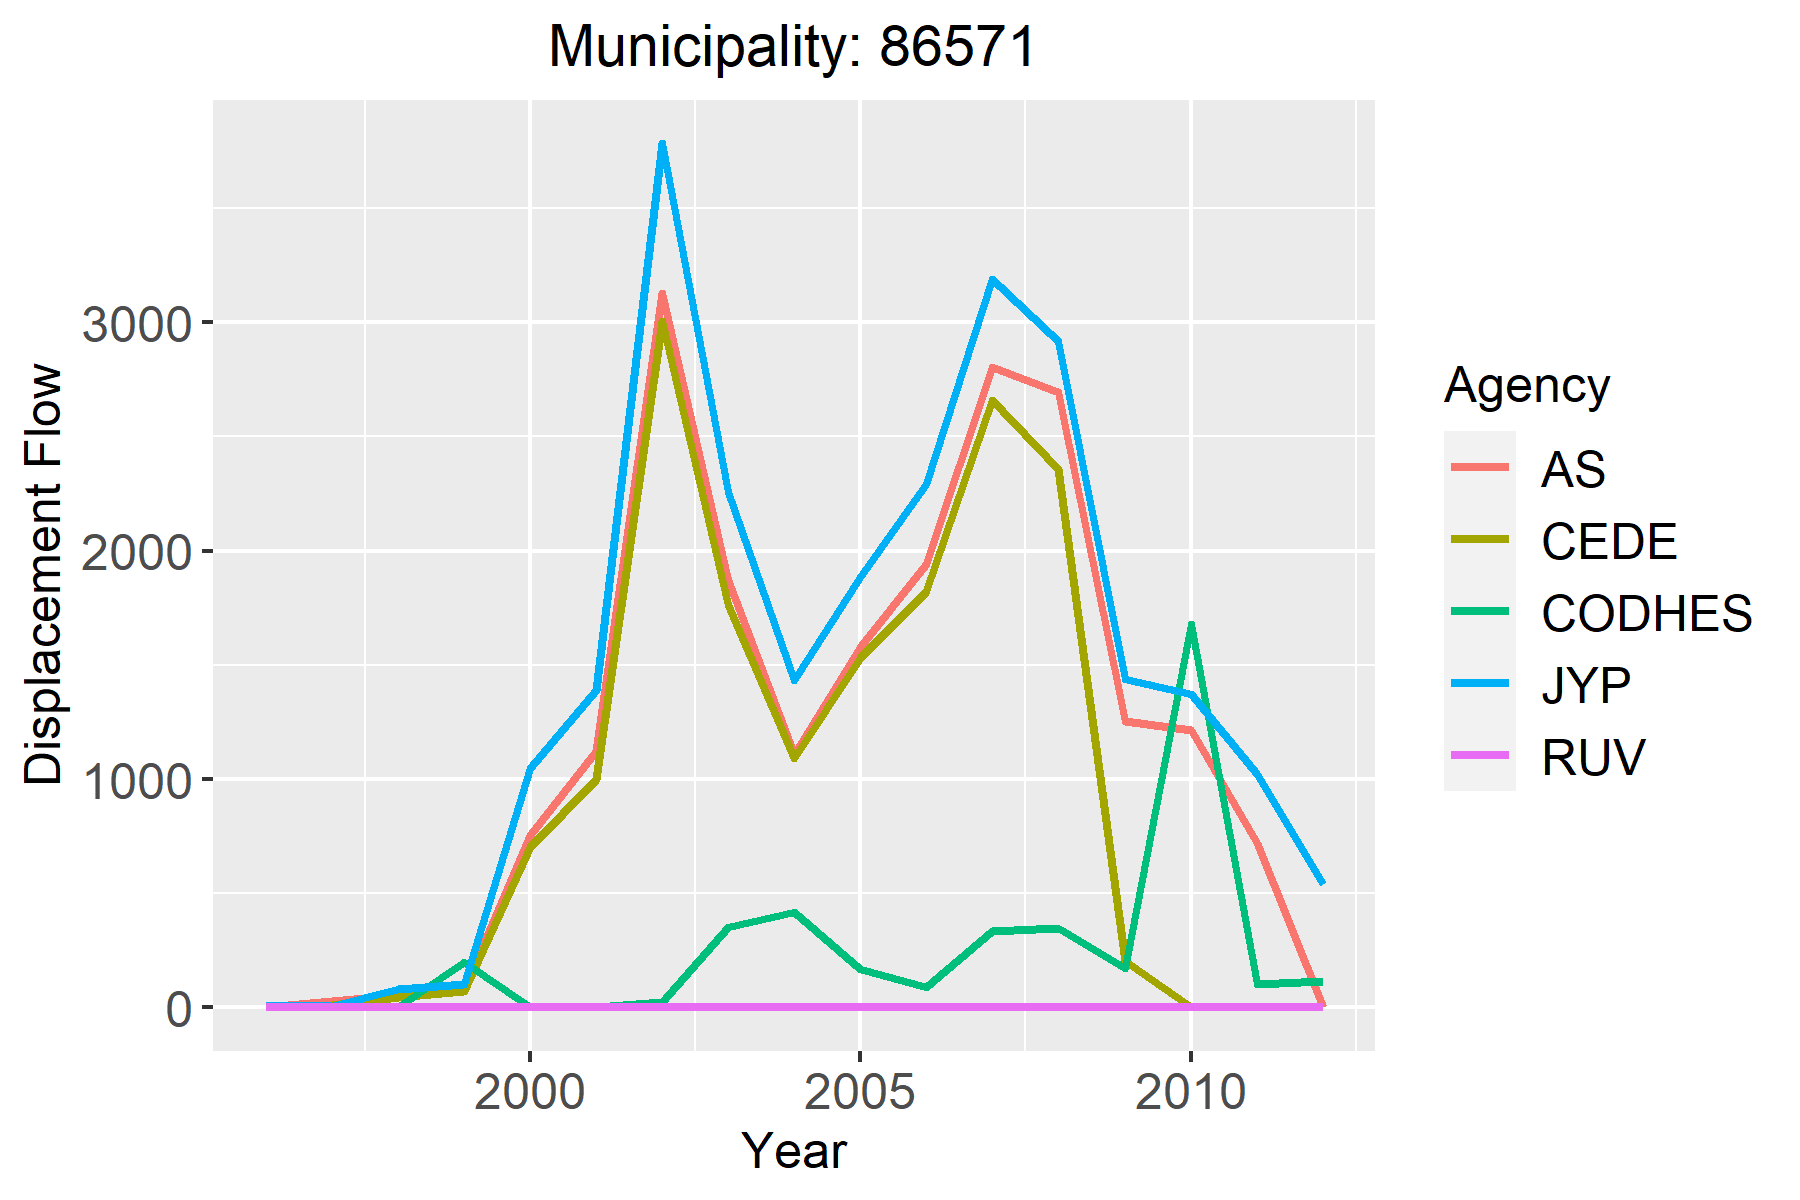 Municipality: 86571
Displacement Flow
3000
2000
1000
0
2000 2005 2010
Year
Agency
AS
CEDE
CODHES
JYP
RUV